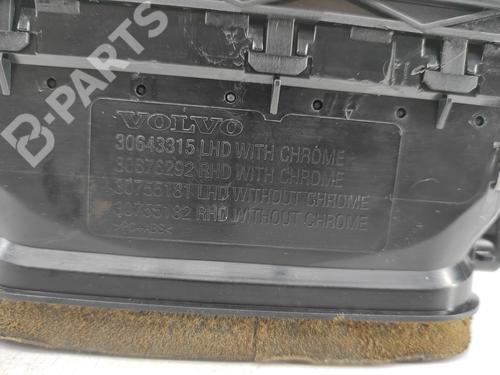 B-PARTS
VOLVO
30643315 LHD WITH CHROME
30676292 RHD WITH CHROME
30755181 LHD WITHOUT CHROME
30755182 RHD WITHOUT CHROME
>PC+ABS<
B-PARTS